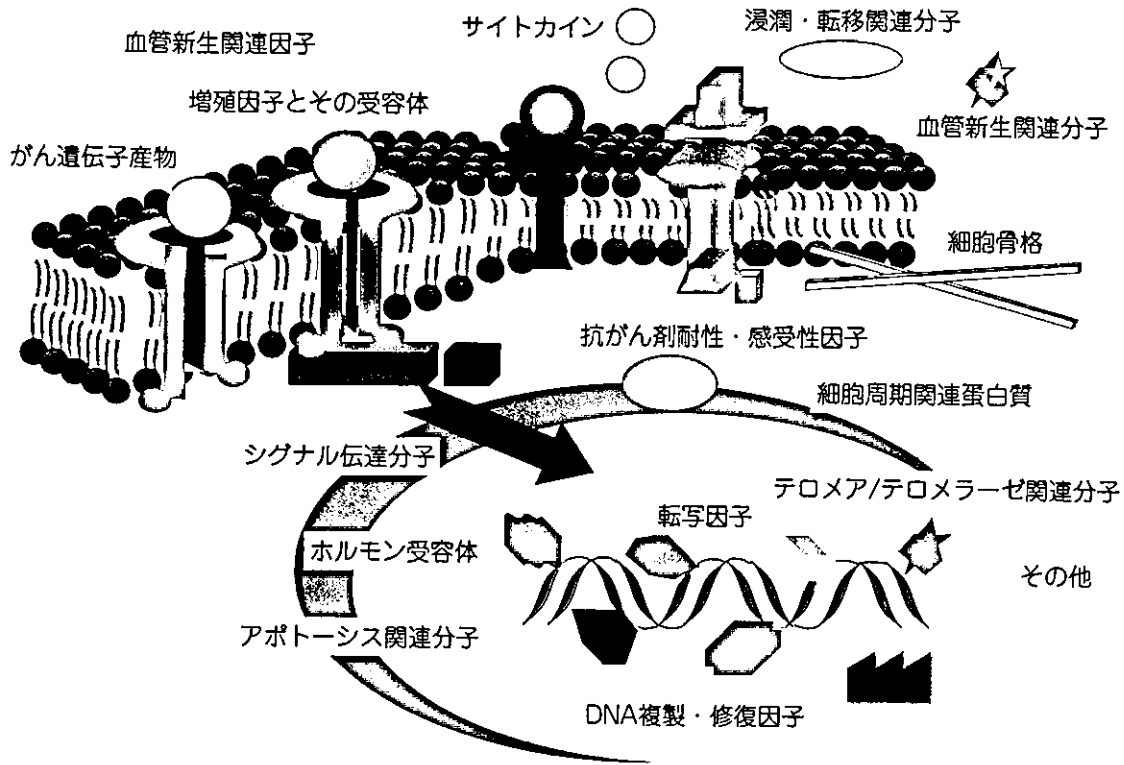 サイトカイン
浸潤・転移関連分子
血管新生関連因子
増殖因子とその受容体
血管新生関連分子
がん遺伝子産物
細胞骨格
抗がん剤耐性・感受性因子
細胞周期関連蛋白質
シグナル伝達分子
テロメア/テロメラーゼ関連分子
転写因子
ホルモン受容体
その他
アポトーシス関連分子
DNA複製・修復因子